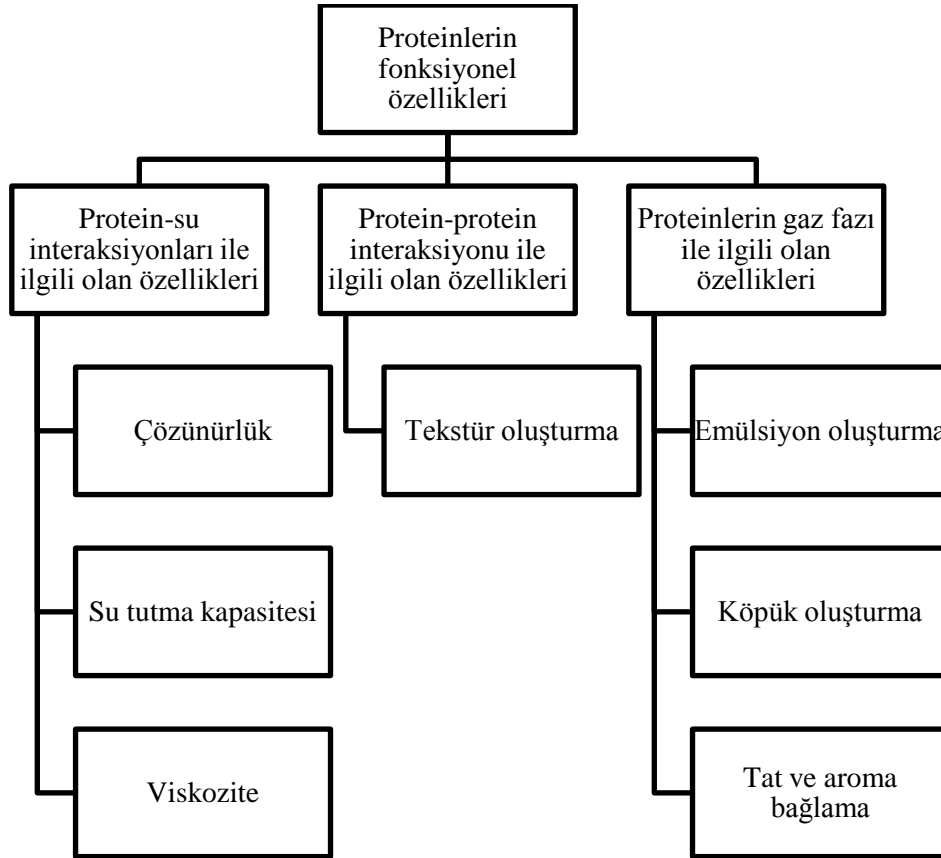 Proteinlerin
fonksiyonel
özellikleri
Protein-su
interaksiyonları ile
ilgili olan özellikleri
Protein-protein
interaksiyonu ile
ilgili olan özellikleri
Proteinlerin gaz fazı
ile ilgili olan
özellikleri
Çözünürlük
Su tutma kapasitesi
Viskozite
Tekstür oluşturma
Emülsiyon oluşturma
Köpük oluşturma
Tat ve aroma
bağlama